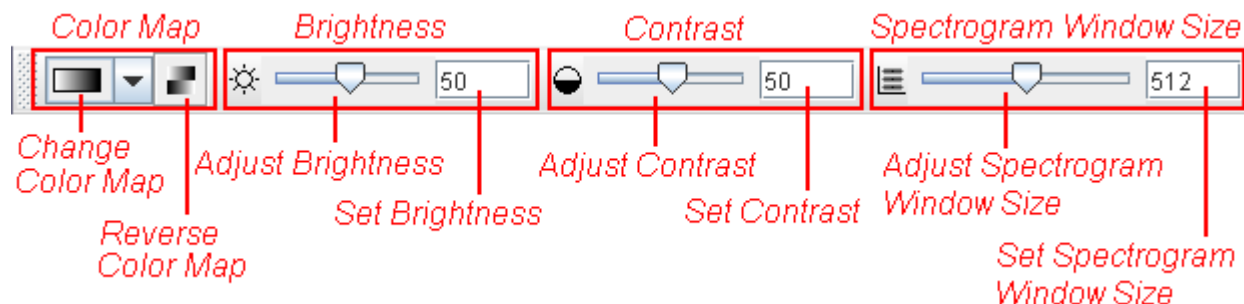 Color Map
Brightness
Contrast
Spectrogram Window Size
50
50
512
Change
Color Map
Adjust Brightness
Adjust Contrast
Adjust Spectrogram
Window Size
Set Brightness
Set Contrast
Reverse
Color Map
Set Spectrogram
Window Size